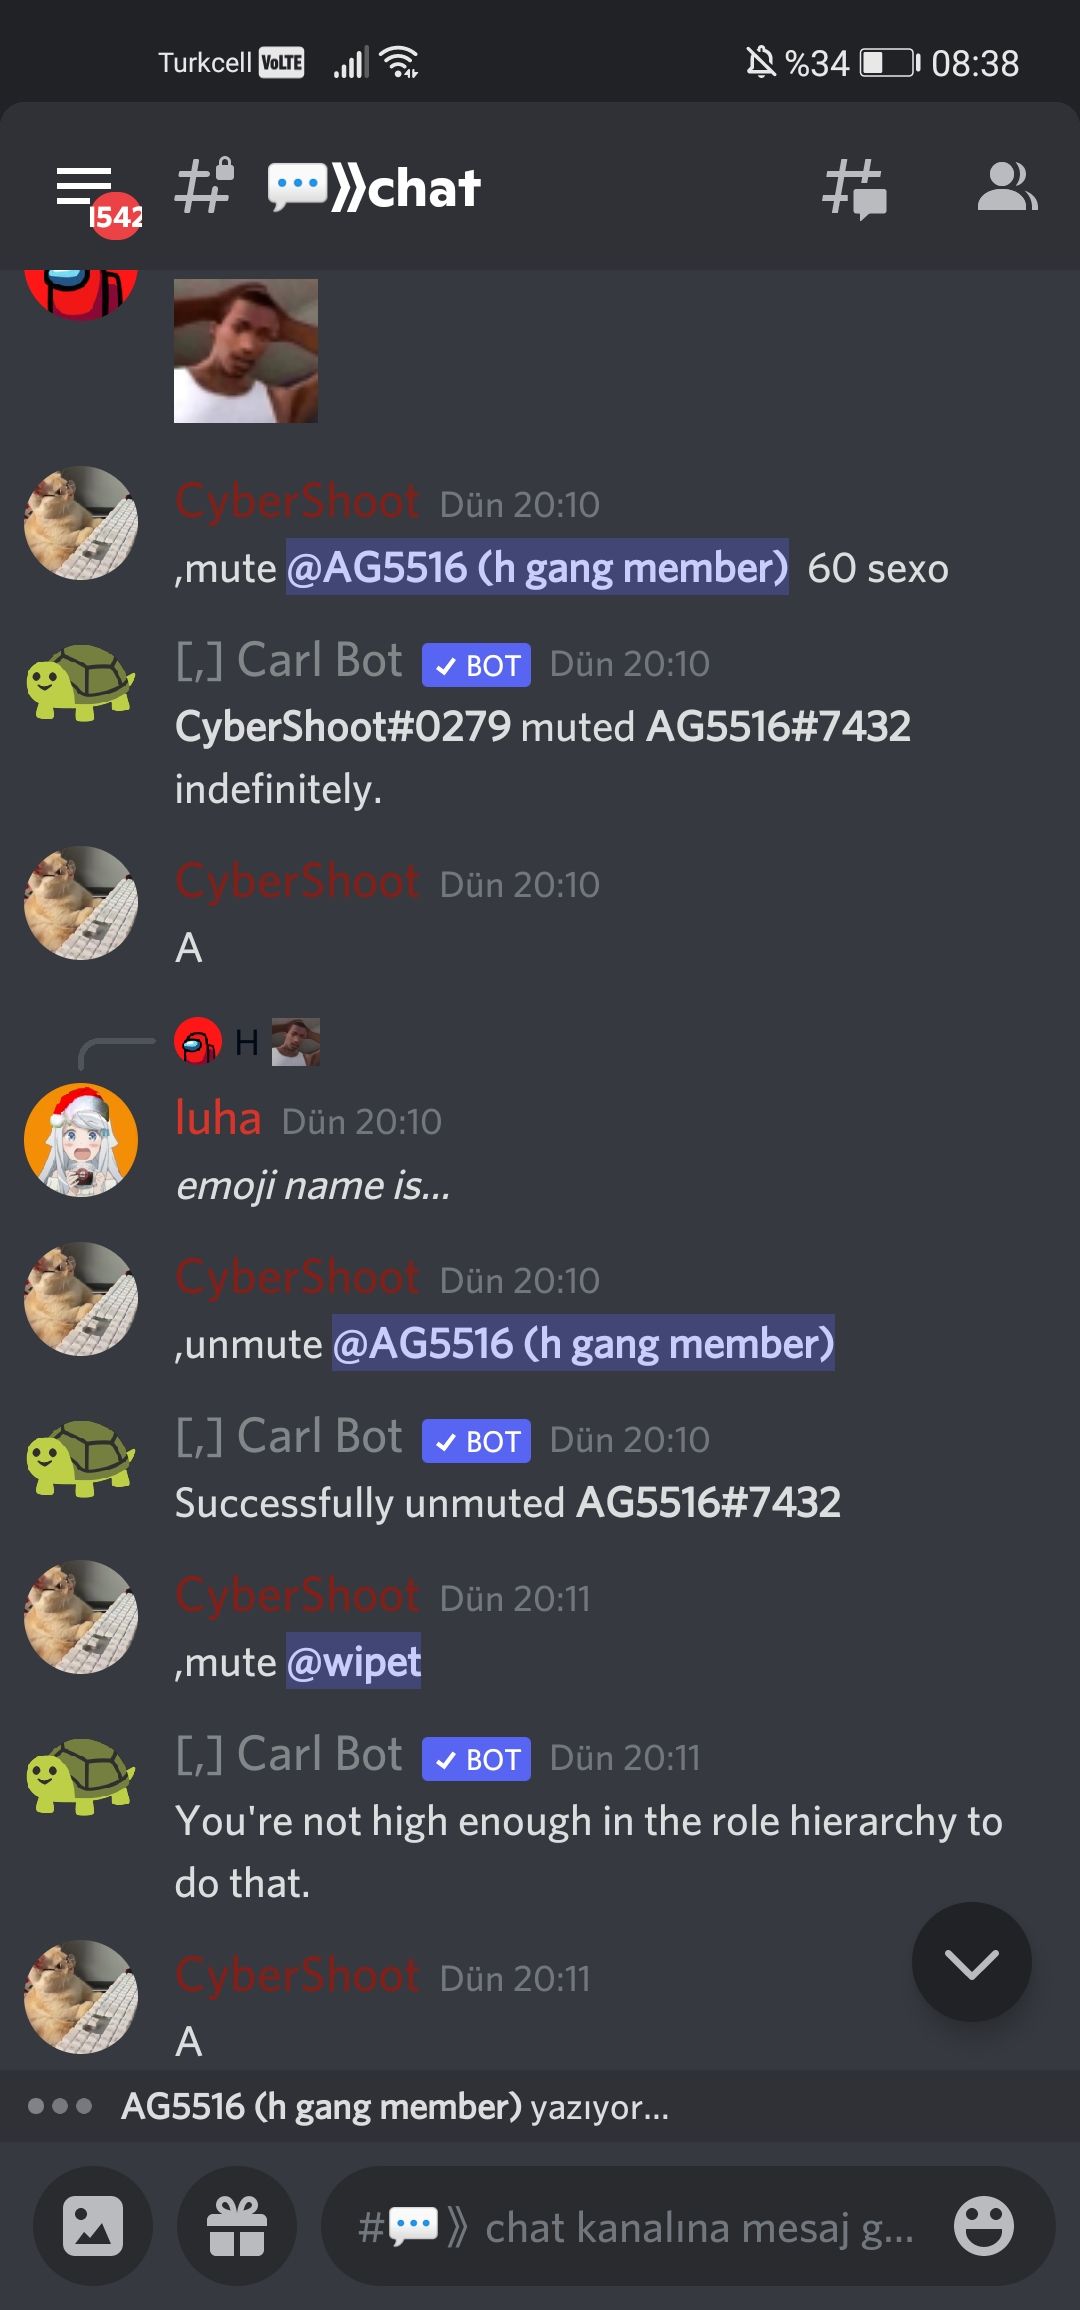 Turkcell VoLTE %34 08:38
1542
chat
CyberShoot Dün 20:10
,mute @AG5516 (h gang member) 60 sexo
[,] Carl Bot ✓ BOT Dün 20:10
CyberShoot#0279 muted AG5516#7432
indefinitely.
CyberShoot Dün 20:10
A
H
luha Dün 20:10
emoji name is...
CyberShoot Dün 20:10
,unmute @AG5516 (h gang member)
[,] Carl Bot ✓ BOT Dün 20:10
Successfully unmuted AG5516#7432
CyberShoot Dün 20:11
,mute @wipet
[,] Carl Bot ✓ BOT Dün 20:11
You're not high enough in the role hierarchy to
do that.
CyberShoot Dün 20:11
A
AG5516 (h gang member) yazıyor...
#💬》 chat kanalına mesaj g...